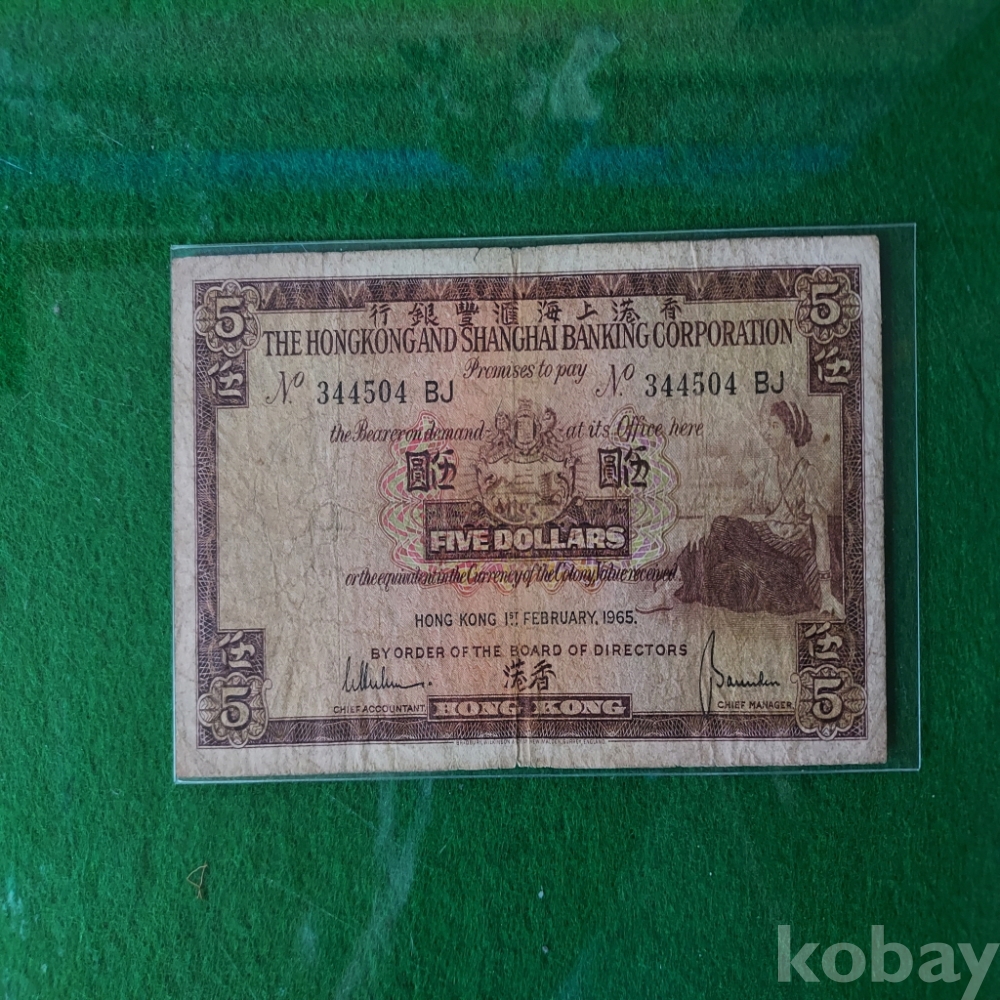 5 5
行銀豐滙海上港香
THE HONGKONG AND SHANGHAI BANKING CORPORATION
伍 伍
Promises to pay
Nº 344504 BJ Nº 344504 BJ
the Bearer on demand at its Office here
圓伍 圓伍
FIVE DOLLARS
or the equivalent in the Currency of the Colony Value received.
HONG KONG 1ST FEBRUARY, 1965.
BY ORDER OF THE BOARD OF DIRECTORS
伍 伍
港香
5 5
CHIEF ACCOUNTANT. HONG KONG CHIEF MANAGER.
kobay